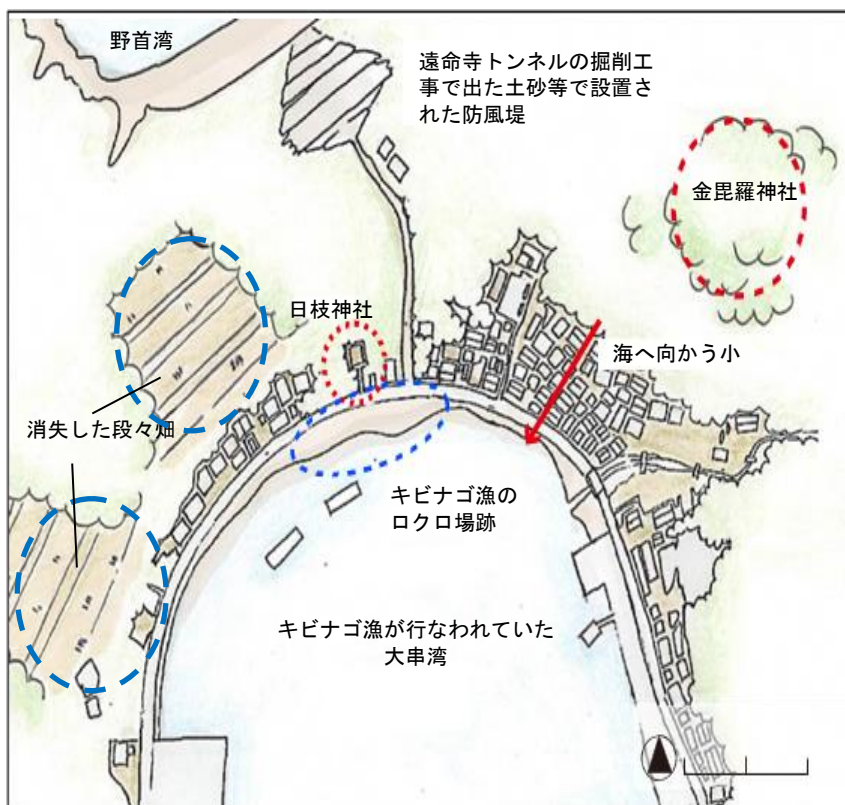 野首湾
遠命寺トンネルの掘削工
事で出た土砂等で設置さ
れた防風堤
金毘羅神社
日枝神社
海へ向かう小
消失した段々畑
キビナゴ漁の
ロクロ場跡
キビナゴ漁が行なわれていた
大串湾